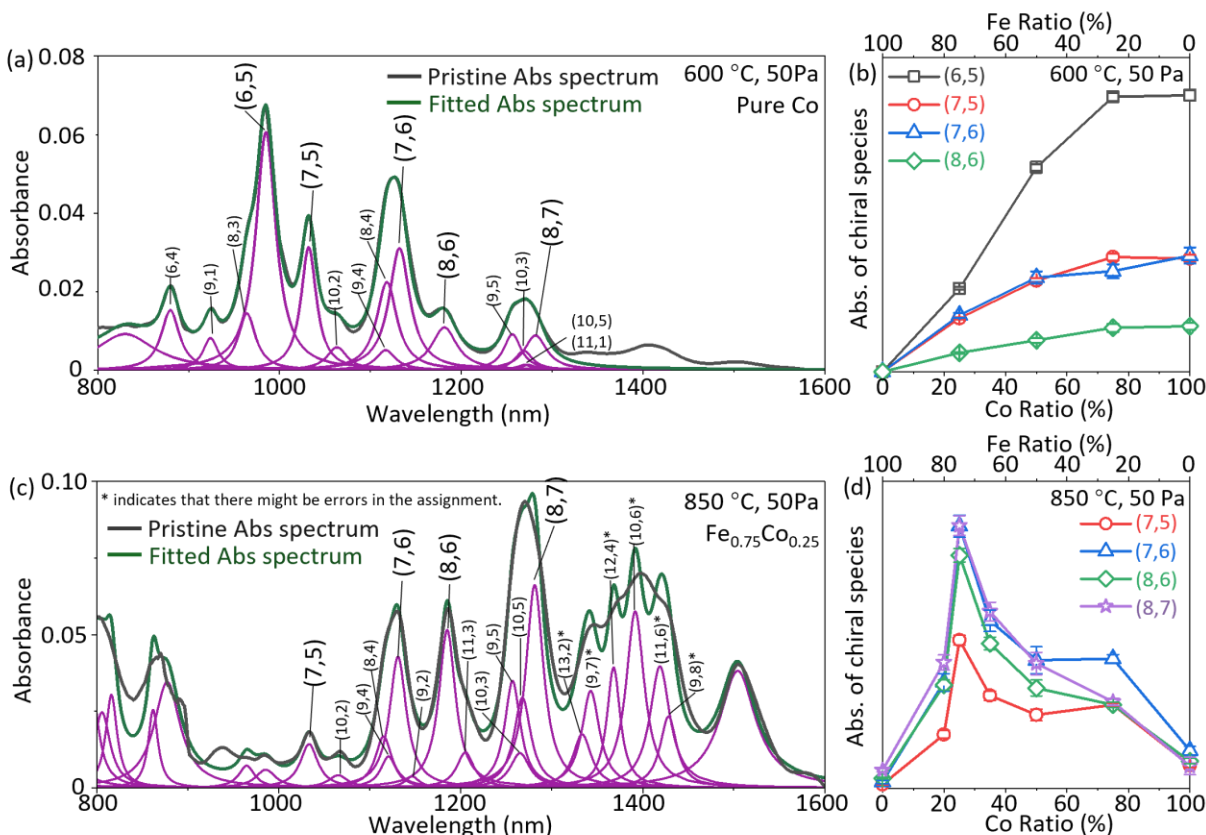 (a)
0.08
0.06
0.04
0.02
0
Absorbance
Pristine Abs spectrum
Fitted Abs spectrum
600 °C, 50Pa
Pure Co
(6,4)
(9,1)
(8,3)
(6,5)
(7,5)
(10,2)
(9,4)
(8,4)
(7,6)
(8,6)
(9,5)
(10,3)
(8,7)
(10,5)
(11,1)
800 1000 1200 1400 1600
Wavelength (nm)
(b)
Fe Ratio (%)
100 80 60 40 20 0
600 °C, 50 Pa
(6,5)
(7,5)
(7,6)
(8,6)
Abs. of chiral species
0 20 40 60 80 100
Co Ratio (%)
(c)
0.10
0.05
0
Absorbance
* indicates that there might be errors in the assignment.
Pristine Abs spectrum
Fitted Abs spectrum
850 °C, 50Pa
Fe0.75Co0.25
(7,5)
(10,2)
(9,4)
(8,4)
(7,6)
(9,2)
(8,6)
(11,3)
(10,3)
(9,5)
(10,5)
(8,7)
(13,2)*
(9,7)*
(12,4)*
(10,6)*
(11,6)*
(9,8)*
800 1000 1200 1400 1600
Wavelength (nm)
(d)
Fe Ratio (%)
100 80 60 40 20 0
850 °C, 50 Pa
(7,5)
(7,6)
(8,6)
(8,7)
Abs. of chiral species
0 20 40 60 80 100
Co Ratio (%)